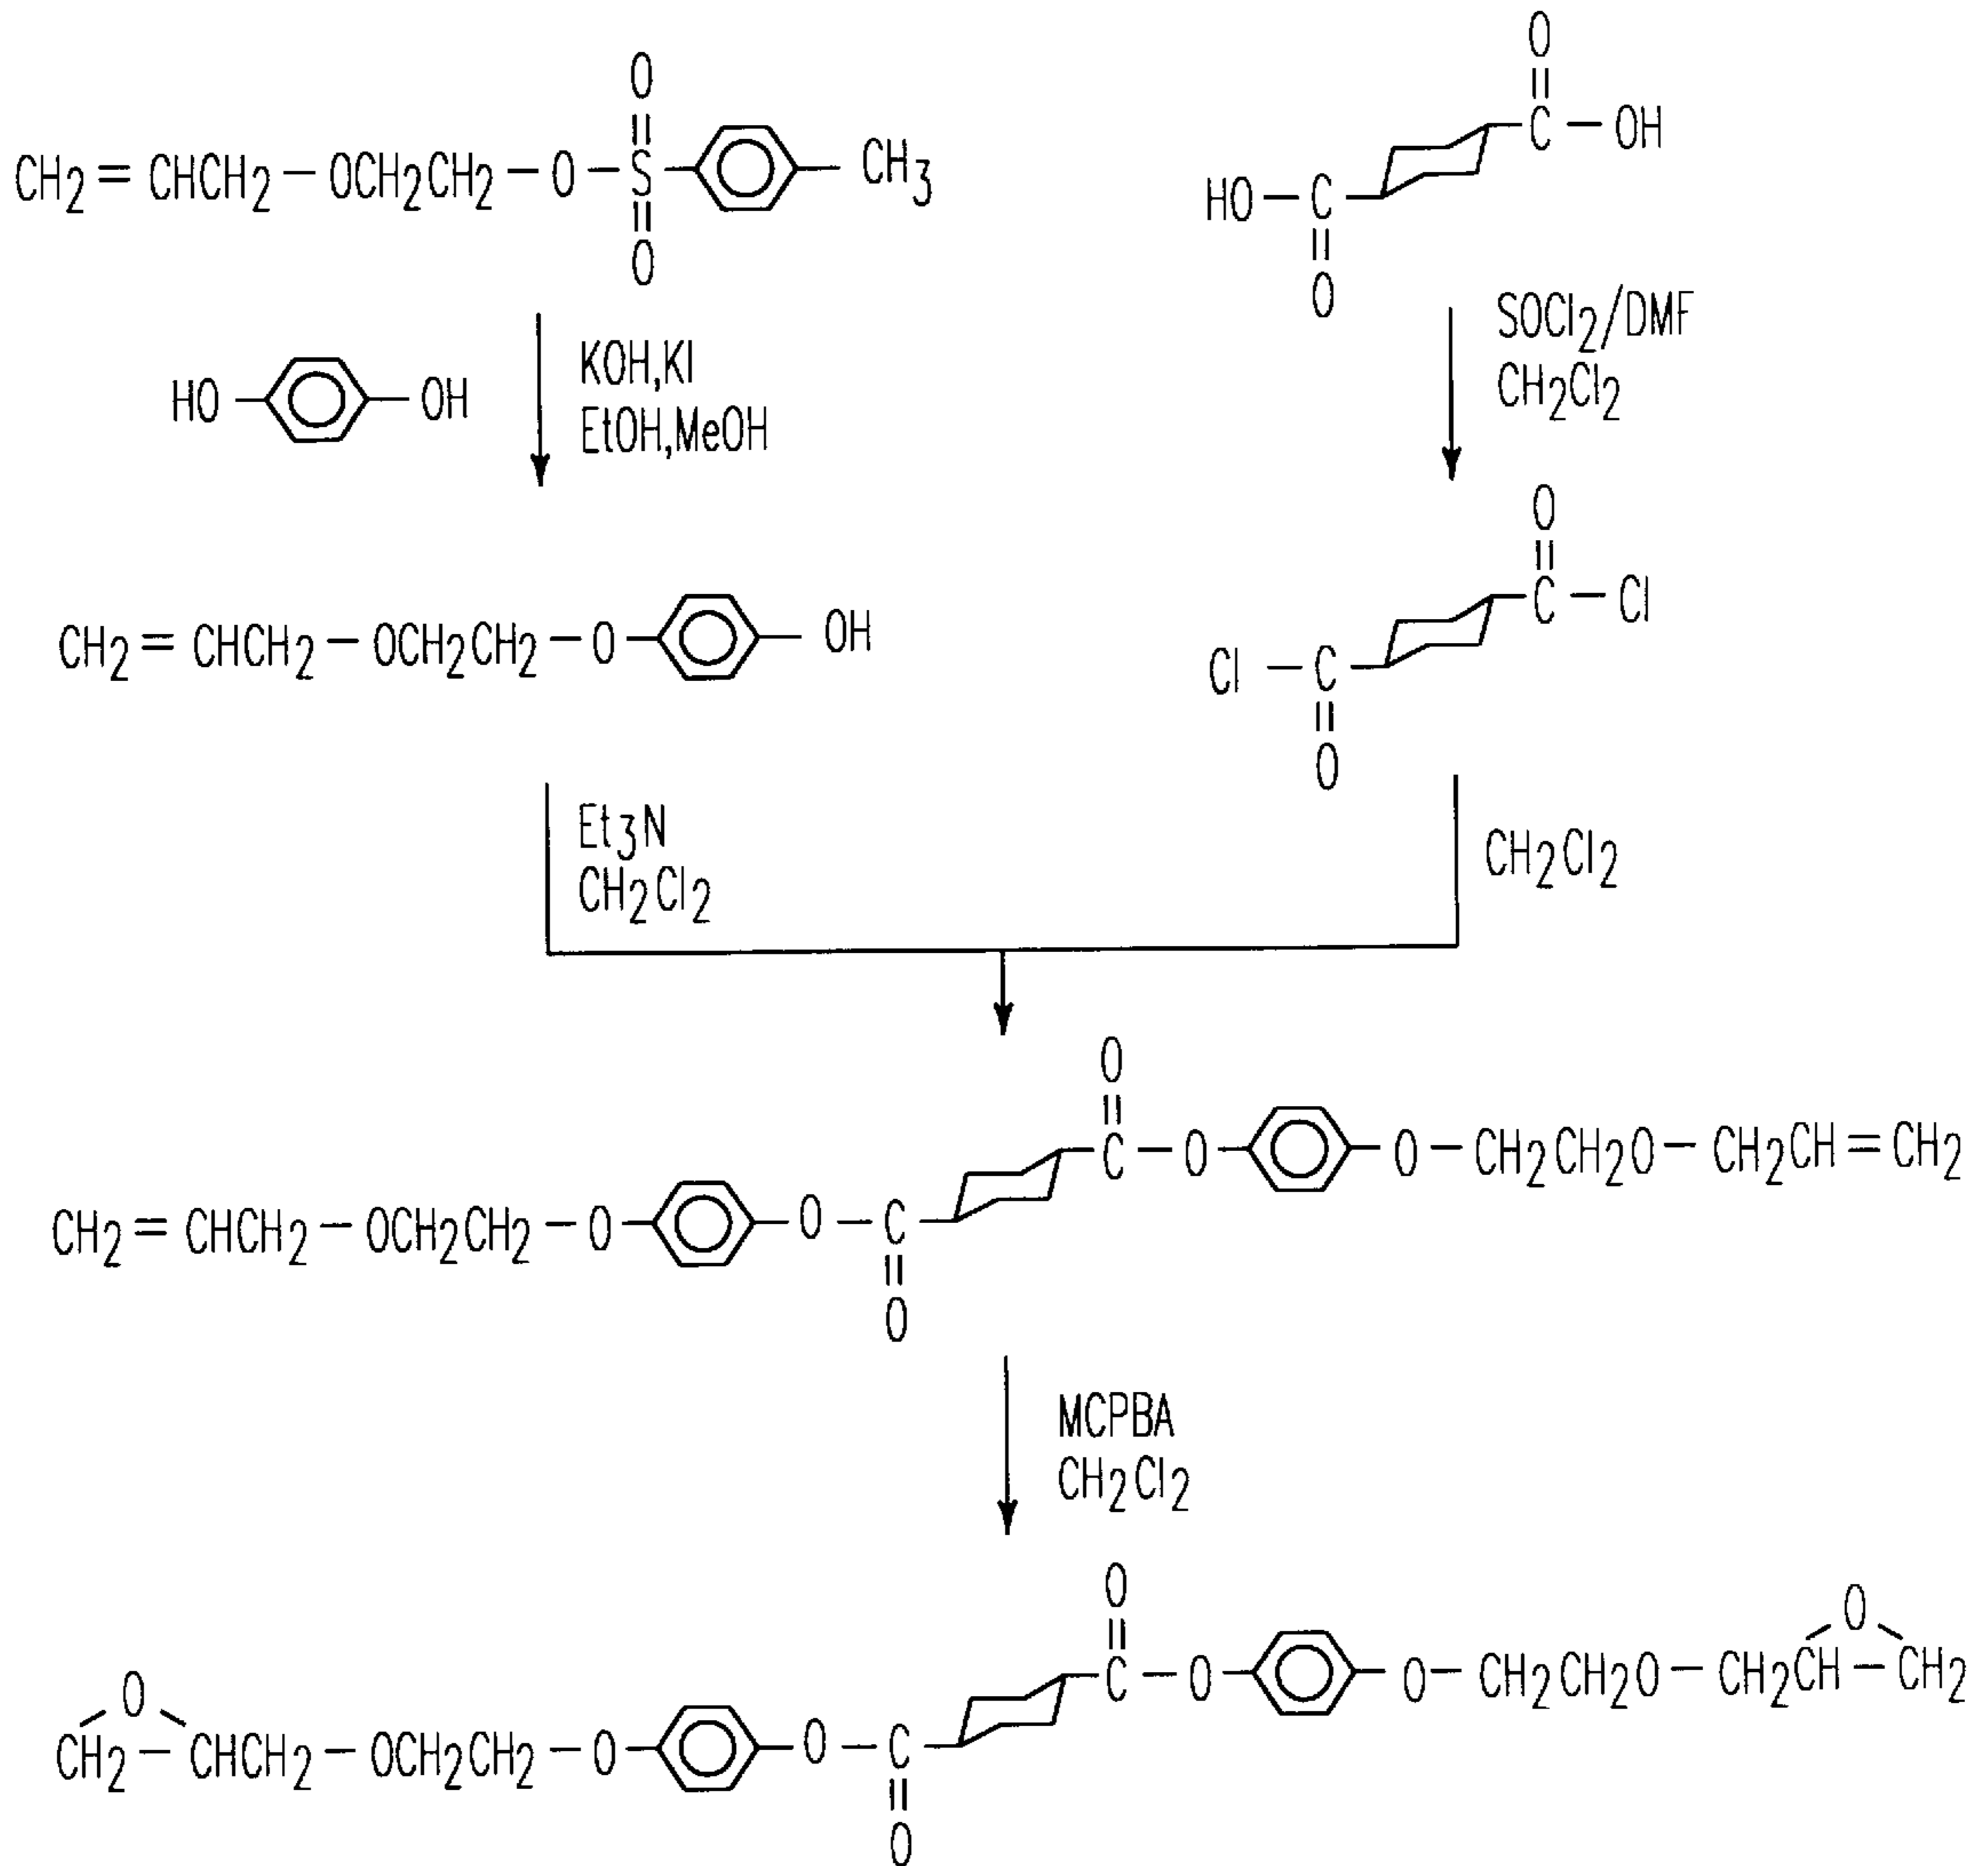 O
CH2=CHCH2-OCH2CH2-O-S-CH3
O
O
C-OH
HO-C
O
HO-OH
KOH,KI
EtOH,MeOH
SOCl2/DMF
CH2Cl2
CH2=CHCH2-OCH2CH2-O-OH
O
C-Cl
Cl-C
O
Et3N
CH2Cl2
CH2Cl2
O
C-O-O-CH2CH2O-CH2CH=CH2
CH2=CHCH2-OCH2CH2-O-O-C
O
MCPBA
CH2Cl2
O
O
C-O-O-CH2CH2O-CH2CH-CH2
O
CH2-CHCH2-OCH2CH2-O-O-C
O